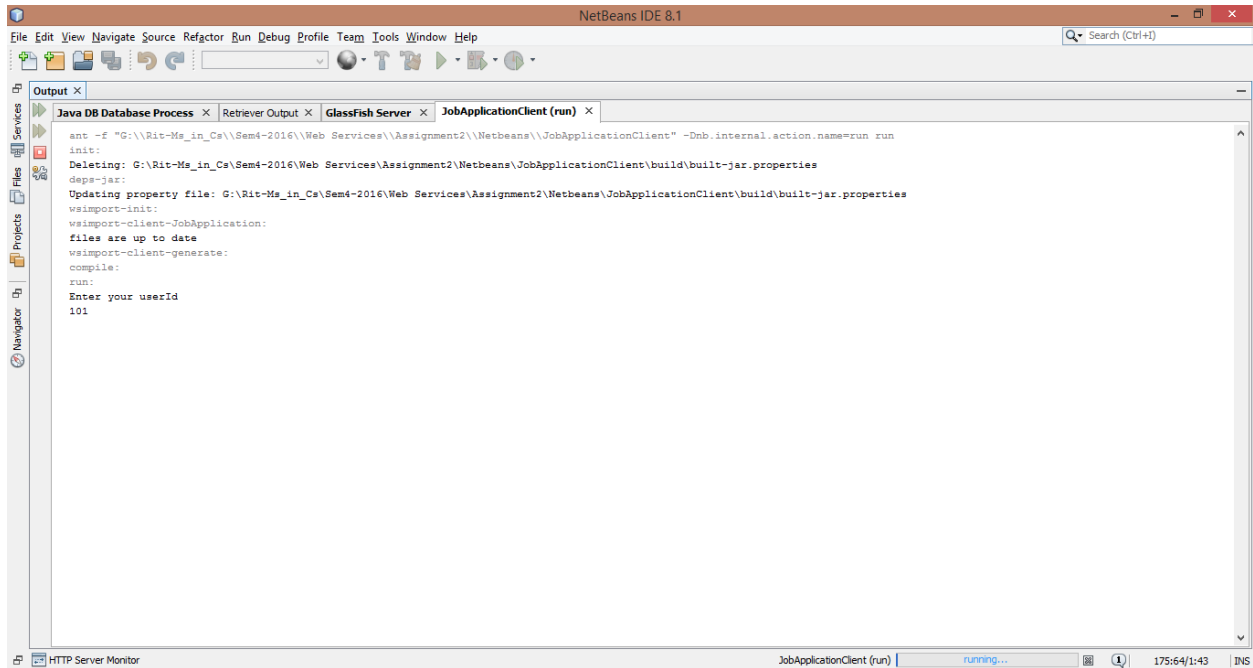 NetBeans IDE 8.1
File Edit View Navigate Source Refactor Run Debug Profile Team Tools Window Help
Search (Ctrl+I)
Output
Java DB Database Process Retriever Output GlassFish Server JobApplicationClient (run)
Services
Files
Projects
Navigator
ant -f "G:\\Rit-Ms_in_Cs\\Sem4-2016\\Web Services\\Assignment2\\Netbeans\\JobApplicationClient" -Dnb.internal.action.name=run run
init:
Deleting: G:\Rit-Ms_in_Cs\Sem4-2016\Web Services\Assignment2\Netbeans\JobApplicationClient\build\built-jar.properties
deps-jar:
Updating property file: G:\Rit-Ms_in_Cs\Sem4-2016\Web Services\Assignment2\Netbeans\JobApplicationClient\build\built-jar.properties
wsimport-init:
wsimport-client-JobApplication:
files are up to date
wsimport-client-generate:
compile:
run:
Enter your userId
101
HTTP Server Monitor
JobApplicationClient (run) running... 1 175:64/1:43 INS